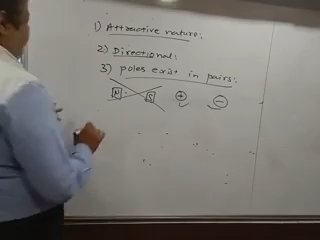 1) Attractive nature:
2) Directional:
3) poles exist in pairs:
N S + −